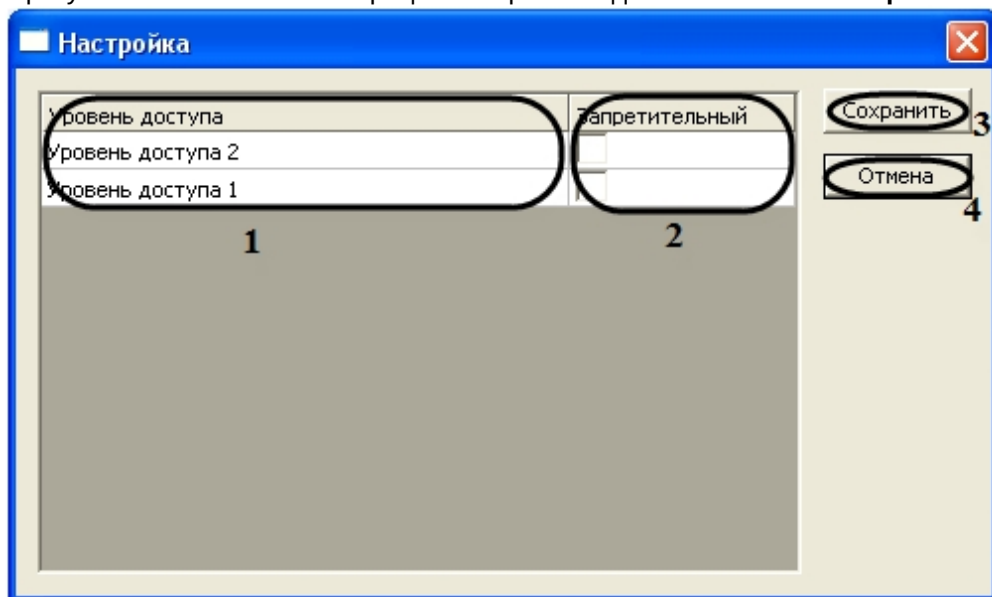 Настройка
Уровень доступа Запретительный Сохранить 3
Уровень доступа 2
Уровень доступа 1 Отмена 4
1 2